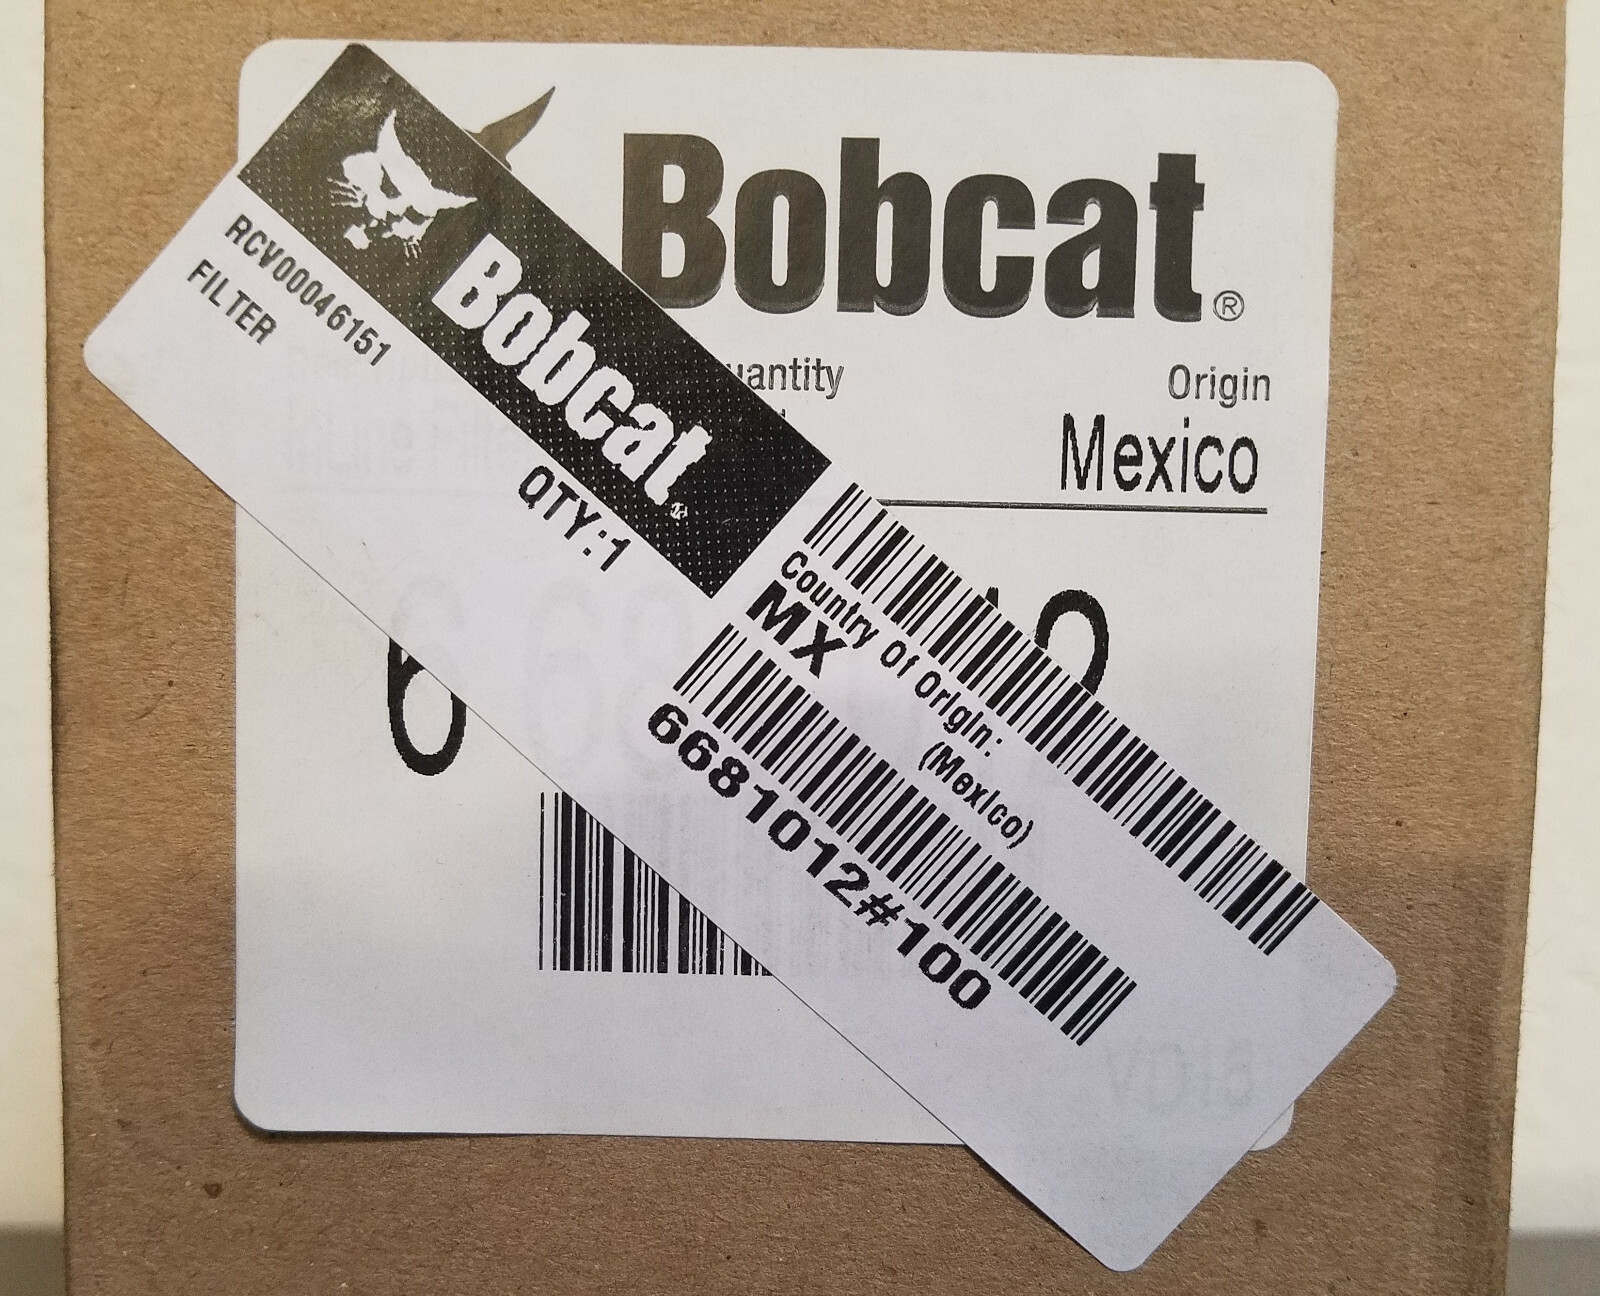 Bobcat®
Origin
Mexico
Bobcat®
RCV00046151
FILTER
QTY:1
Country Of Origin:
MX
(Mexico)
6681012#100